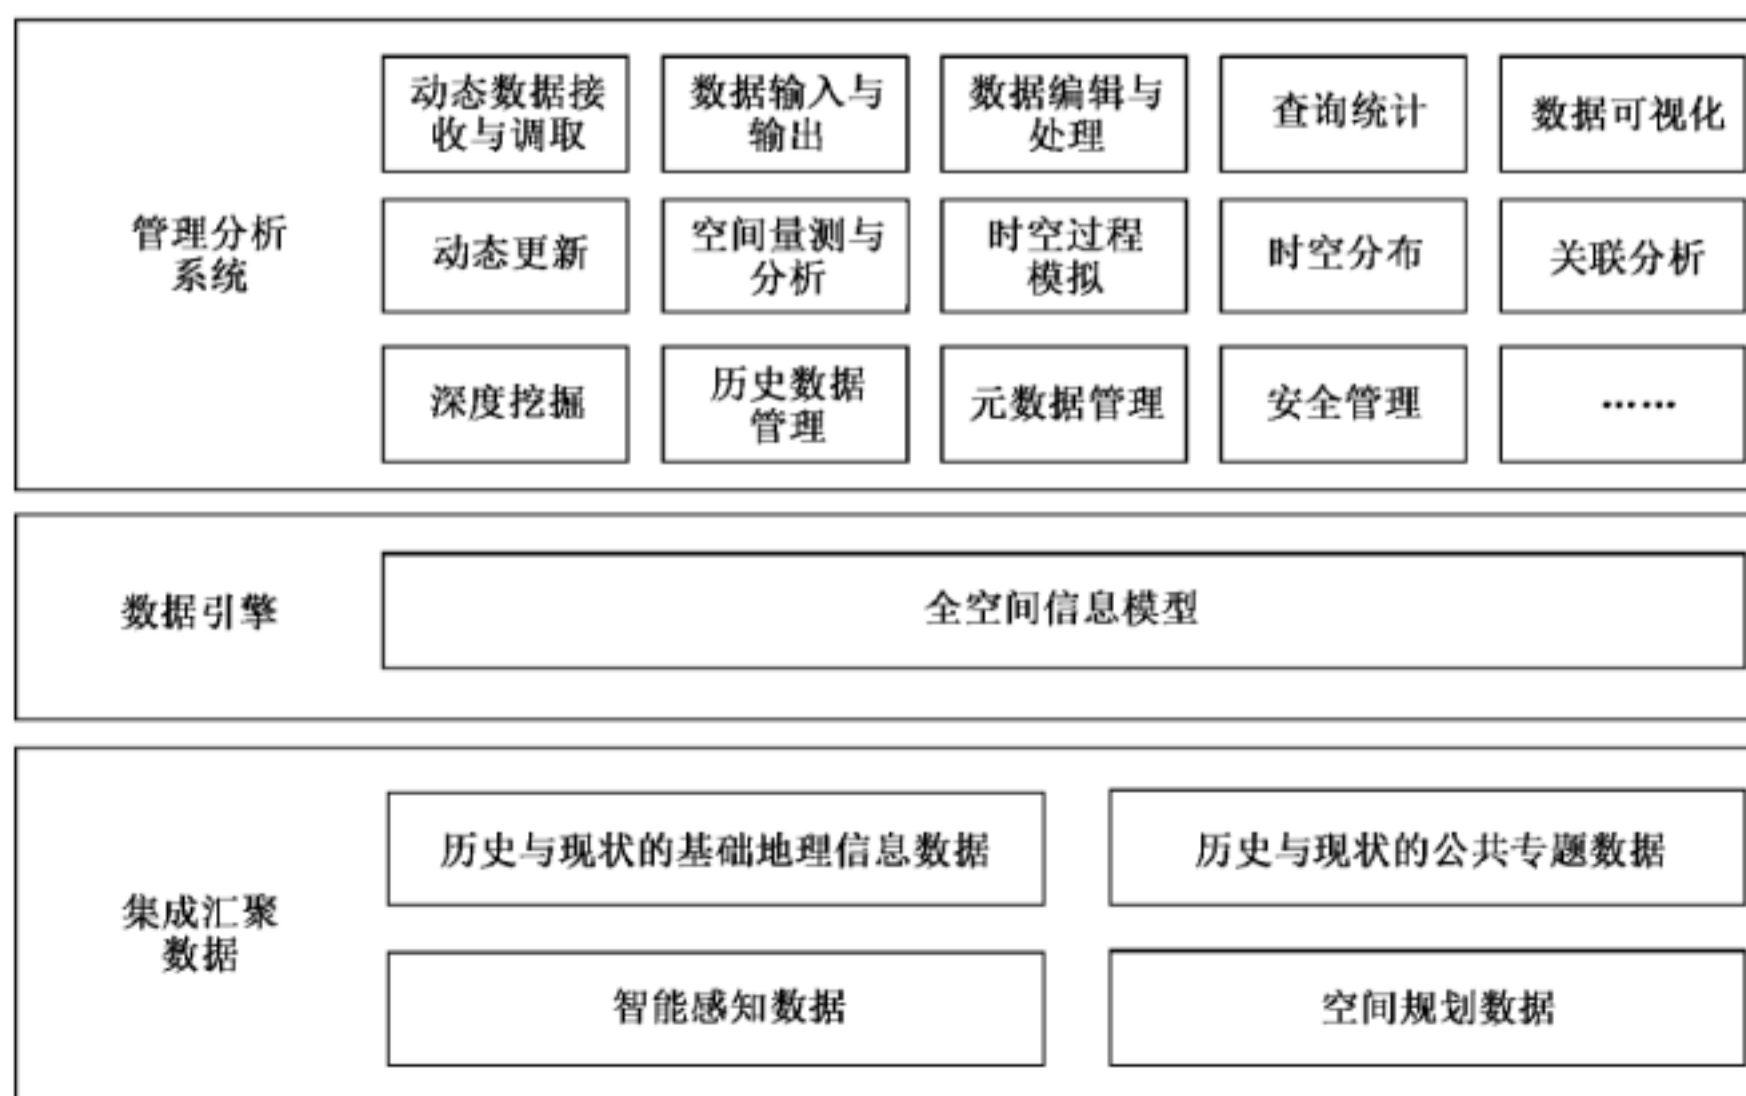 动态数据接
收与调取
数据输入与
输出
数据编辑与
处理
查询统计
数据可视化
管理分析
系统
动态更新
空间量测与
分析
时空过程
模拟
时空分布
关联分析
深度挖掘
历史数据
管理
元数据管理
安全管理
……
数据引擎
全空间信息模型
集成汇聚
数据
历史与现状的基础地理信息数据
历史与现状的公共专题数据
智能感知数据
空间规划数据